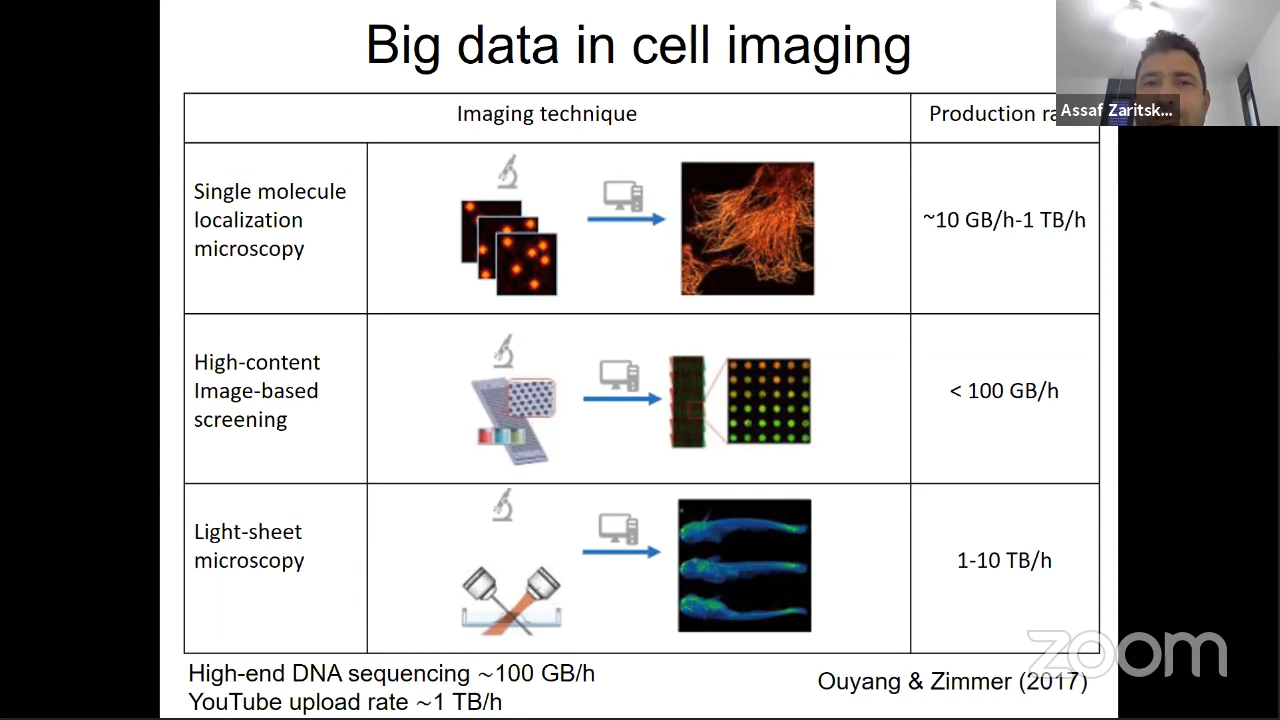 Big data in cell imaging
Imaging technique
Production
Assaf Zaritsk...
Single molecule
localization
microscopy
~10 GB/h-1 TB/h
High-content
Image-based
screening
< 100 GB/h
Light-sheet
microscopy
1-10 TB/h
High-end DNA sequencing ~100 GB/h
YouTube upload rate ~1 TB/h
Ouyang & Zimmer (2017)
zoom